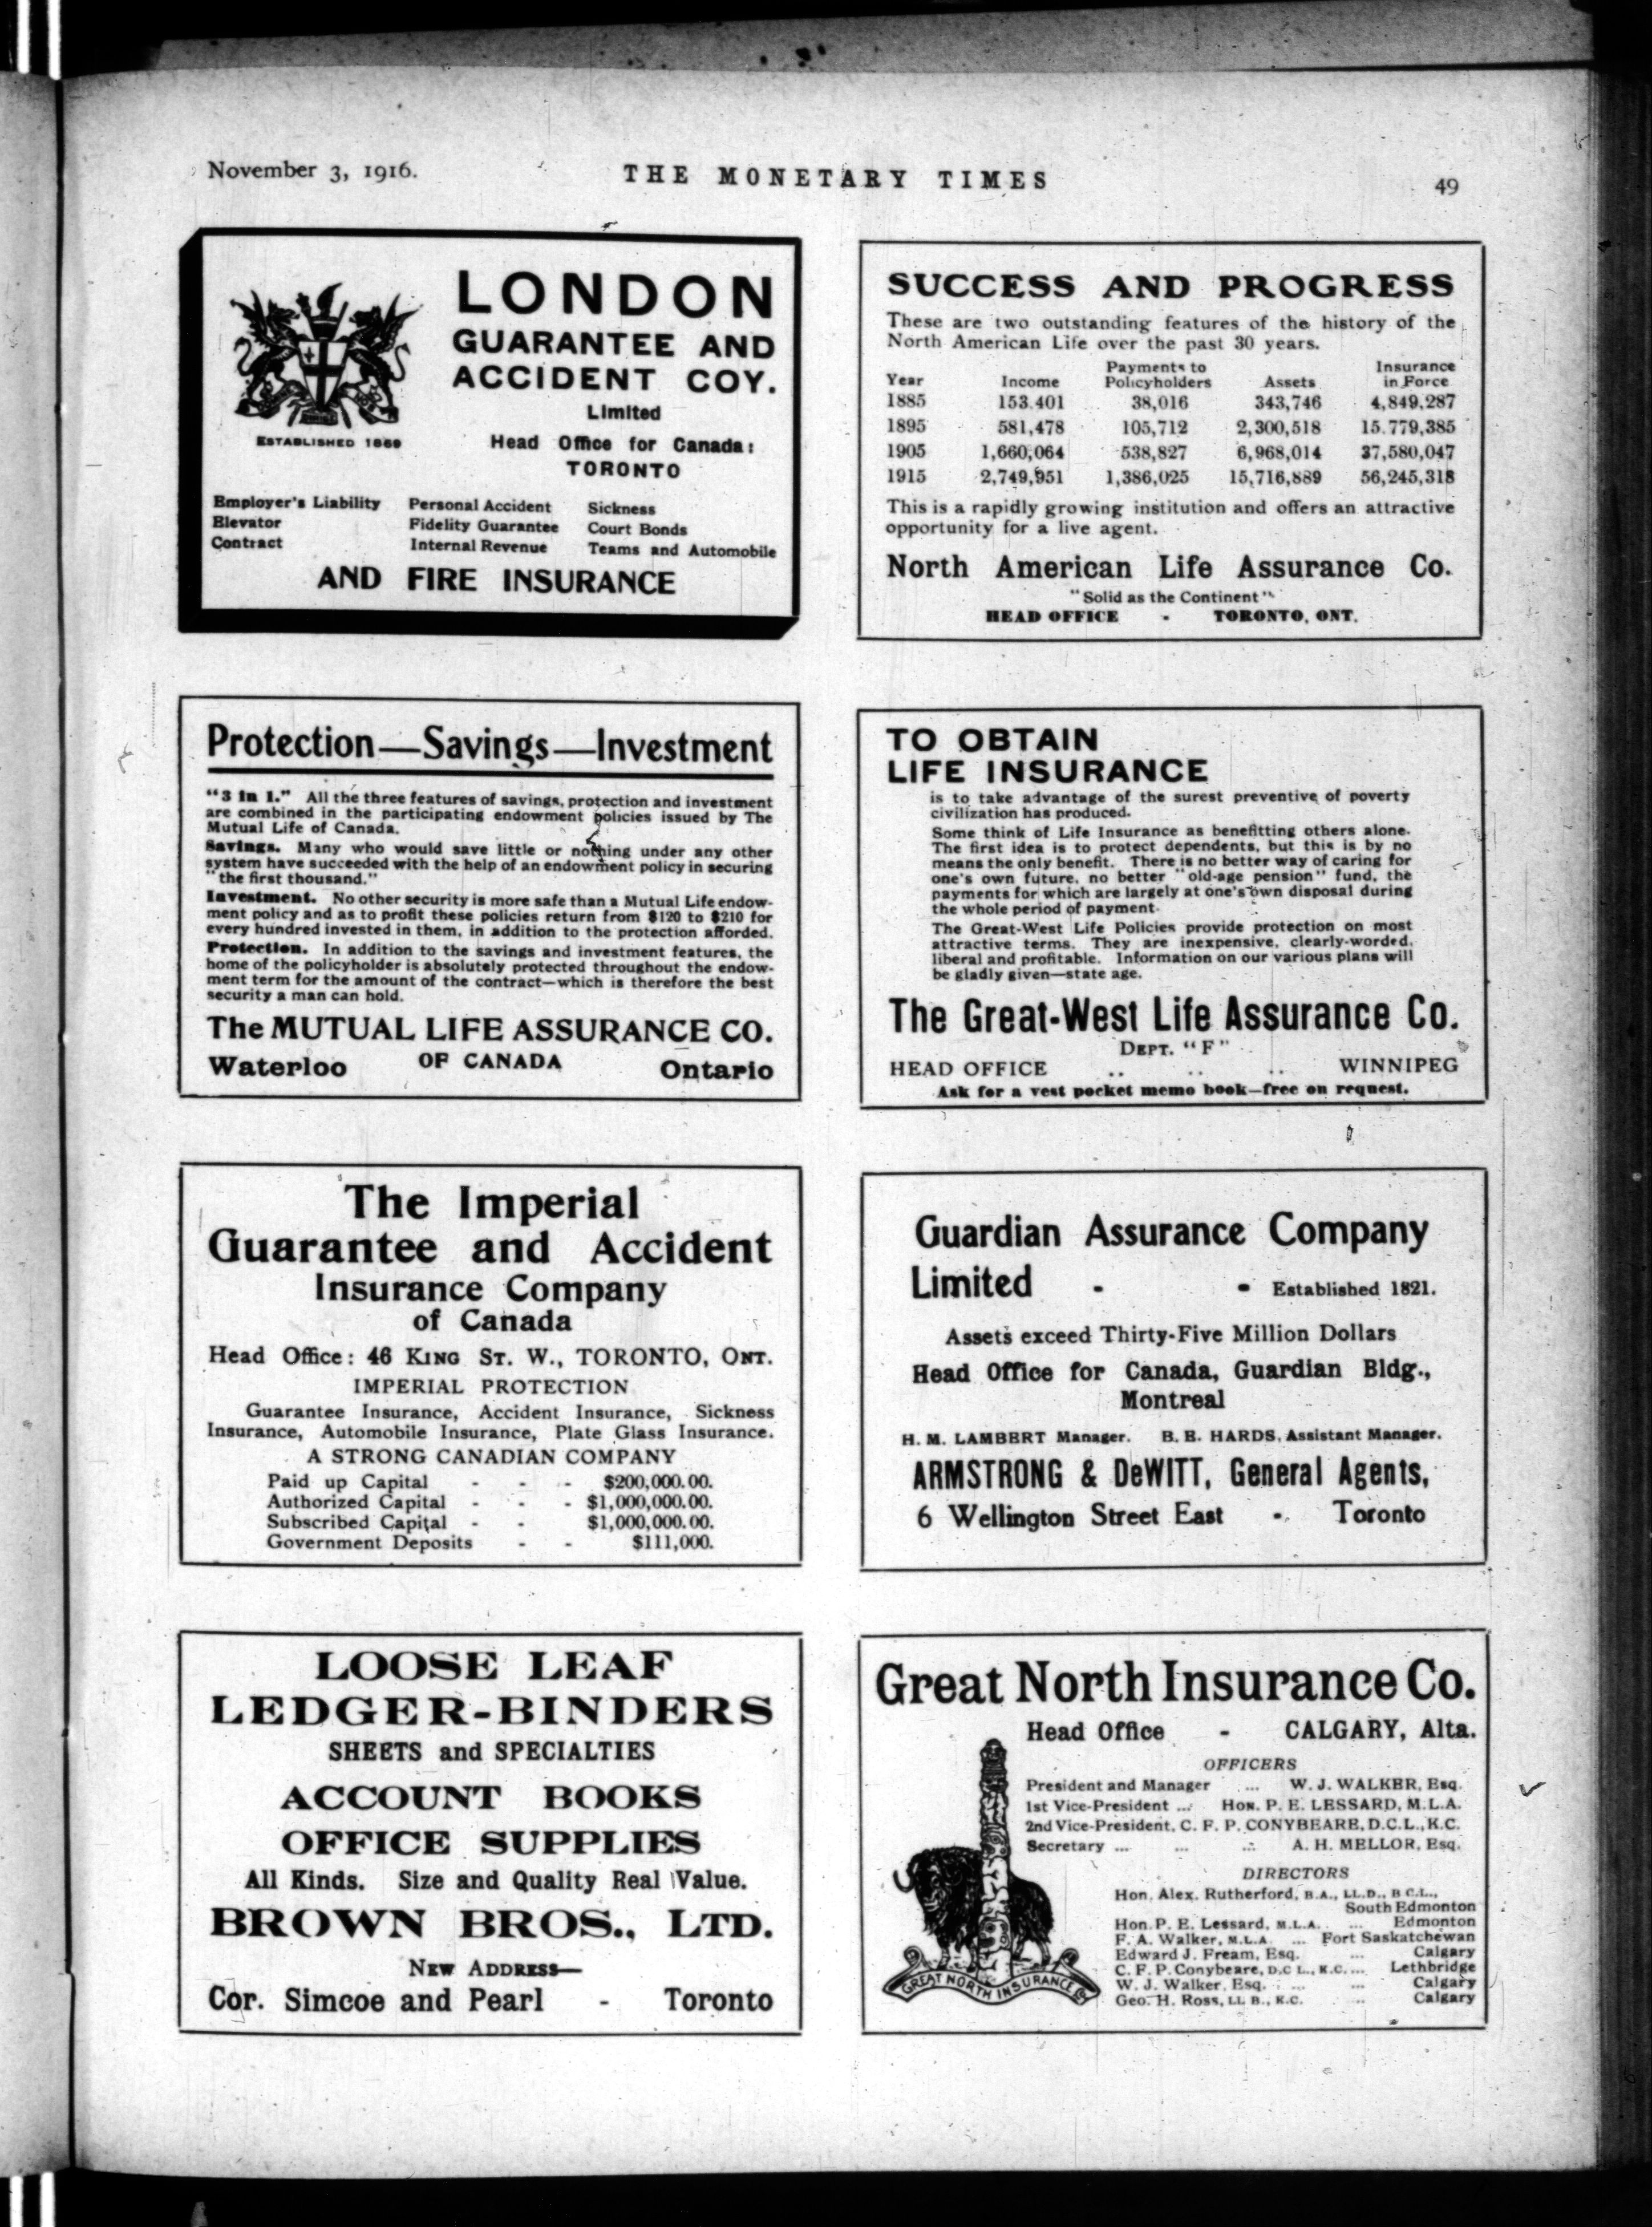 November 3, 1916.
THE MONETARY TIMES
49
LONDON
GUARANTEE AND
ACCIDENT COY.
Limited
ESTABLISHED 1869
Head Office for Canada:
TORONTO
Employer's Liability Personal Accident Sickness
Elevator Fidelity Guarantee Court Bonds
Contract Internal Revenue Teams and Automobile
AND FIRE INSURANCE
SUCCESS AND PROGRESS
These are two outstanding features of the history of the
North American Life over the past 30 years.
Year Income Payments to Policyholders Assets Insurance in Force
1885 153.401 38,016 343,746 4,849,287
1895 581,478 105,712 2,300,518 15.779,385
1905 1,660,064 538,827 6,968,014 37,580,047
1915 2,749,951 1,386,025 15,716,889 56,245,318
This is a rapidly growing institution and offers an attractive
opportunity for a live agent.
North American Life Assurance Co.
"Solid as the Continent"
HEAD OFFICE - TORONTO, ONT.
Protection—Savings—Investment
"3 in 1." All the three features of savings, protection and investment
are combined in the participating endowment policies issued by The
Mutual Life of Canada.
Savings. Many who would save little or nothing under any other
system have succeeded with the help of an endowment policy in securing
"the first thousand."
Investment. No other security is more safe than a Mutual Life endow-
ment policy and as to profit these policies return from $120 to $210 for
every hundred invested in them, in addition to the protection afforded.
Protection. In addition to the savings and investment features, the
home of the policyholder is absolutely protected throughout the endow-
ment term for the amount of the contract—which is therefore the best
security a man can hold.
The MUTUAL LIFE ASSURANCE CO.
Waterloo OF CANADA Ontario
TO OBTAIN
LIFE INSURANCE
is to take advantage of the surest preventive of poverty
civilization has produced.
Some think of Life Insurance as benefitting others alone.
The first idea is to protect dependents, but this is by no
means the only benefit. There is no better way of caring for
one's own future, no better "old-age pension" fund, the
payments for which are largely at one's own disposal during
the whole period of payment.
The Great-West Life Policies provide protection on most
attractive terms. They are inexpensive, clearly-worded,
liberal and profitable. Information on our various plans will
be gladly given—state age.
The Great-West Life Assurance Co.
DEPT. "F"
HEAD OFFICE .. .. .. WINNIPEG
Ask for a vest pocket memo book—free on request.
The Imperial
Guarantee and Accident
Insurance Company
of Canada
Head Office: 46 KING ST. W., TORONTO, ONT.
IMPERIAL PROTECTION
Guarantee Insurance, Accident Insurance, Sickness
Insurance, Automobile Insurance, Plate Glass Insurance.
A STRONG CANADIAN COMPANY
Paid up Capital - - - $200,000.00.
Authorized Capital - - - $1,000,000.00.
Subscribed Capital - - $1,000,000.00.
Government Deposits - - $111,000.
Guardian Assurance Company
Limited - - Established 1821.
Assets exceed Thirty-Five Million Dollars
Head Office for Canada, Guardian Bldg.,
Montreal
H. M. LAMBERT Manager. B. E. HARDS, Assistant Manager.
ARMSTRONG & DeWITT, General Agents,
6 Wellington Street East - Toronto
LOOSE LEAF
LEDGER-BINDERS
SHEETS and SPECIALTIES
ACCOUNT BOOKS
OFFICE SUPPLIES
All Kinds. Size and Quality Real Value.
BROWN BROS., LTD.
NEW ADDRESS—
Cor. Simcoe and Pearl - Toronto
Great North Insurance Co.
Head Office - CALGARY, Alta.
OFFICERS
President and Manager ... W. J. WALKER, Esq.
1st Vice-President ... HON. P. E. LESSARD, M.L.A.
2nd Vice-President, C. F. P. CONYBEARE, D.C.L., K.C.
Secretary ... ... ... A. H. MELLOR, Esq.
DIRECTORS
Hon. Alex. Rutherford, B.A., LL.D., B C.L.,
South Edmonton
Hon. P. E. Lessard, M.L.A. ... Edmonton
F. A. Walker, M.L.A. ... Fort Saskatchewan
Edward J. Fream, Esq. ... Calgary
C. F. P. Conybeare, D.C L., K.C. ... Lethbridge
W. J. Walker, Esq. ... ... Calgary
Geo. H. Ross, LL B., K.C. ... Calgary
GREAT NORTH INSURANCE Co